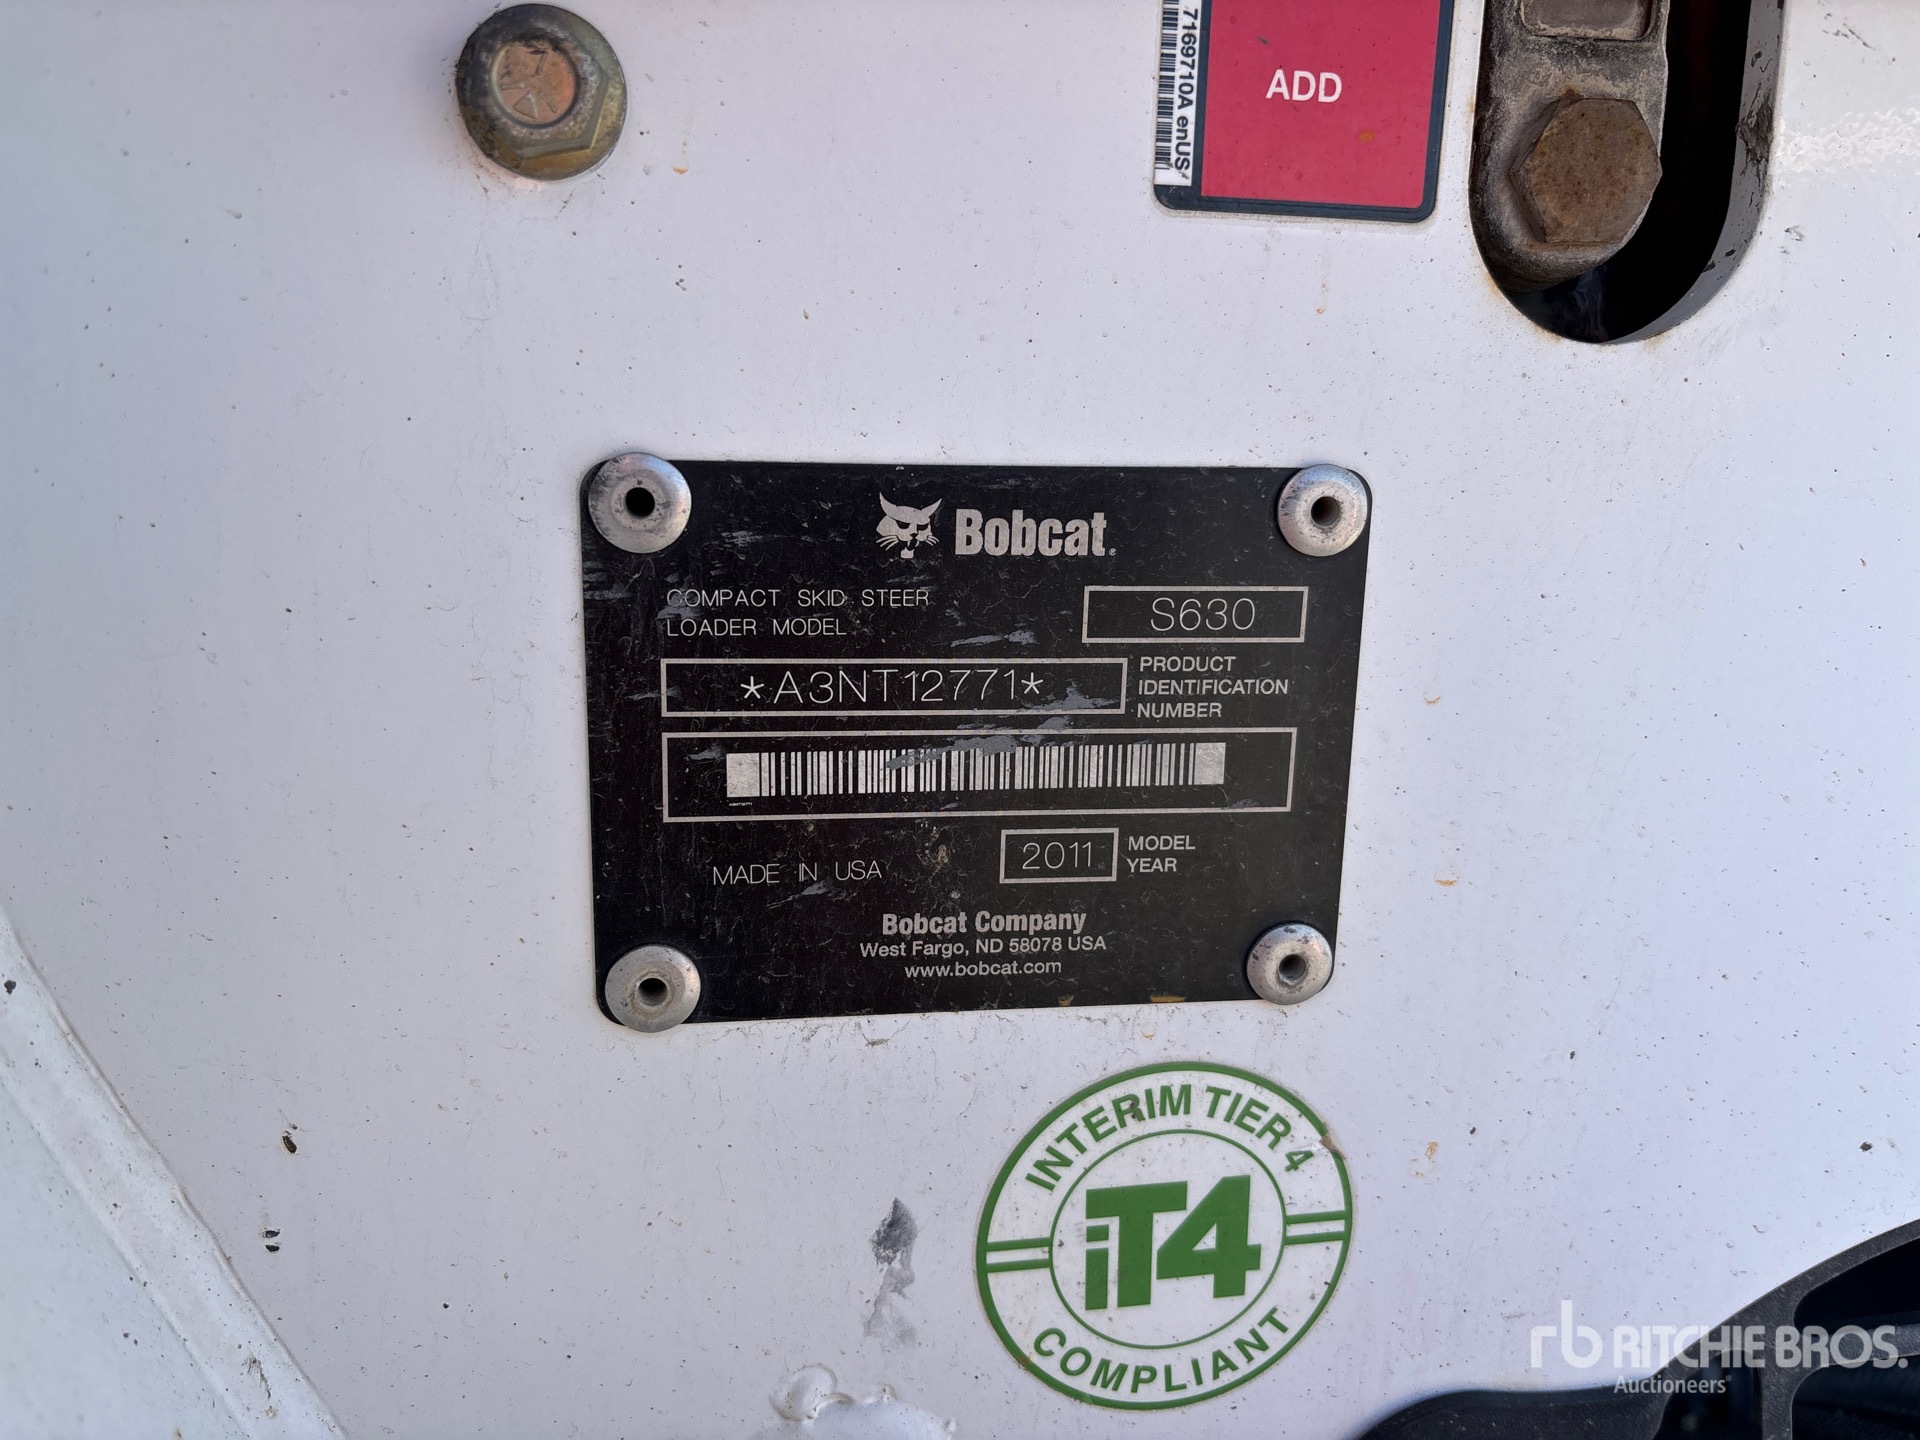 ADD
7169710A enUS
Bobcat®
COMPACT SKID STEER
LOADER MODEL
S630
*A3NT12771*
PRODUCT
IDENTIFICATION
NUMBER
MADE IN USA
2011
MODEL
YEAR
Bobcat Company
West Fargo, ND 58078 USA
www.bobcat.com
INTERIM TIER 4
iT4
COMPLIANT
rb RITCHIE BROS.
Auctioneers